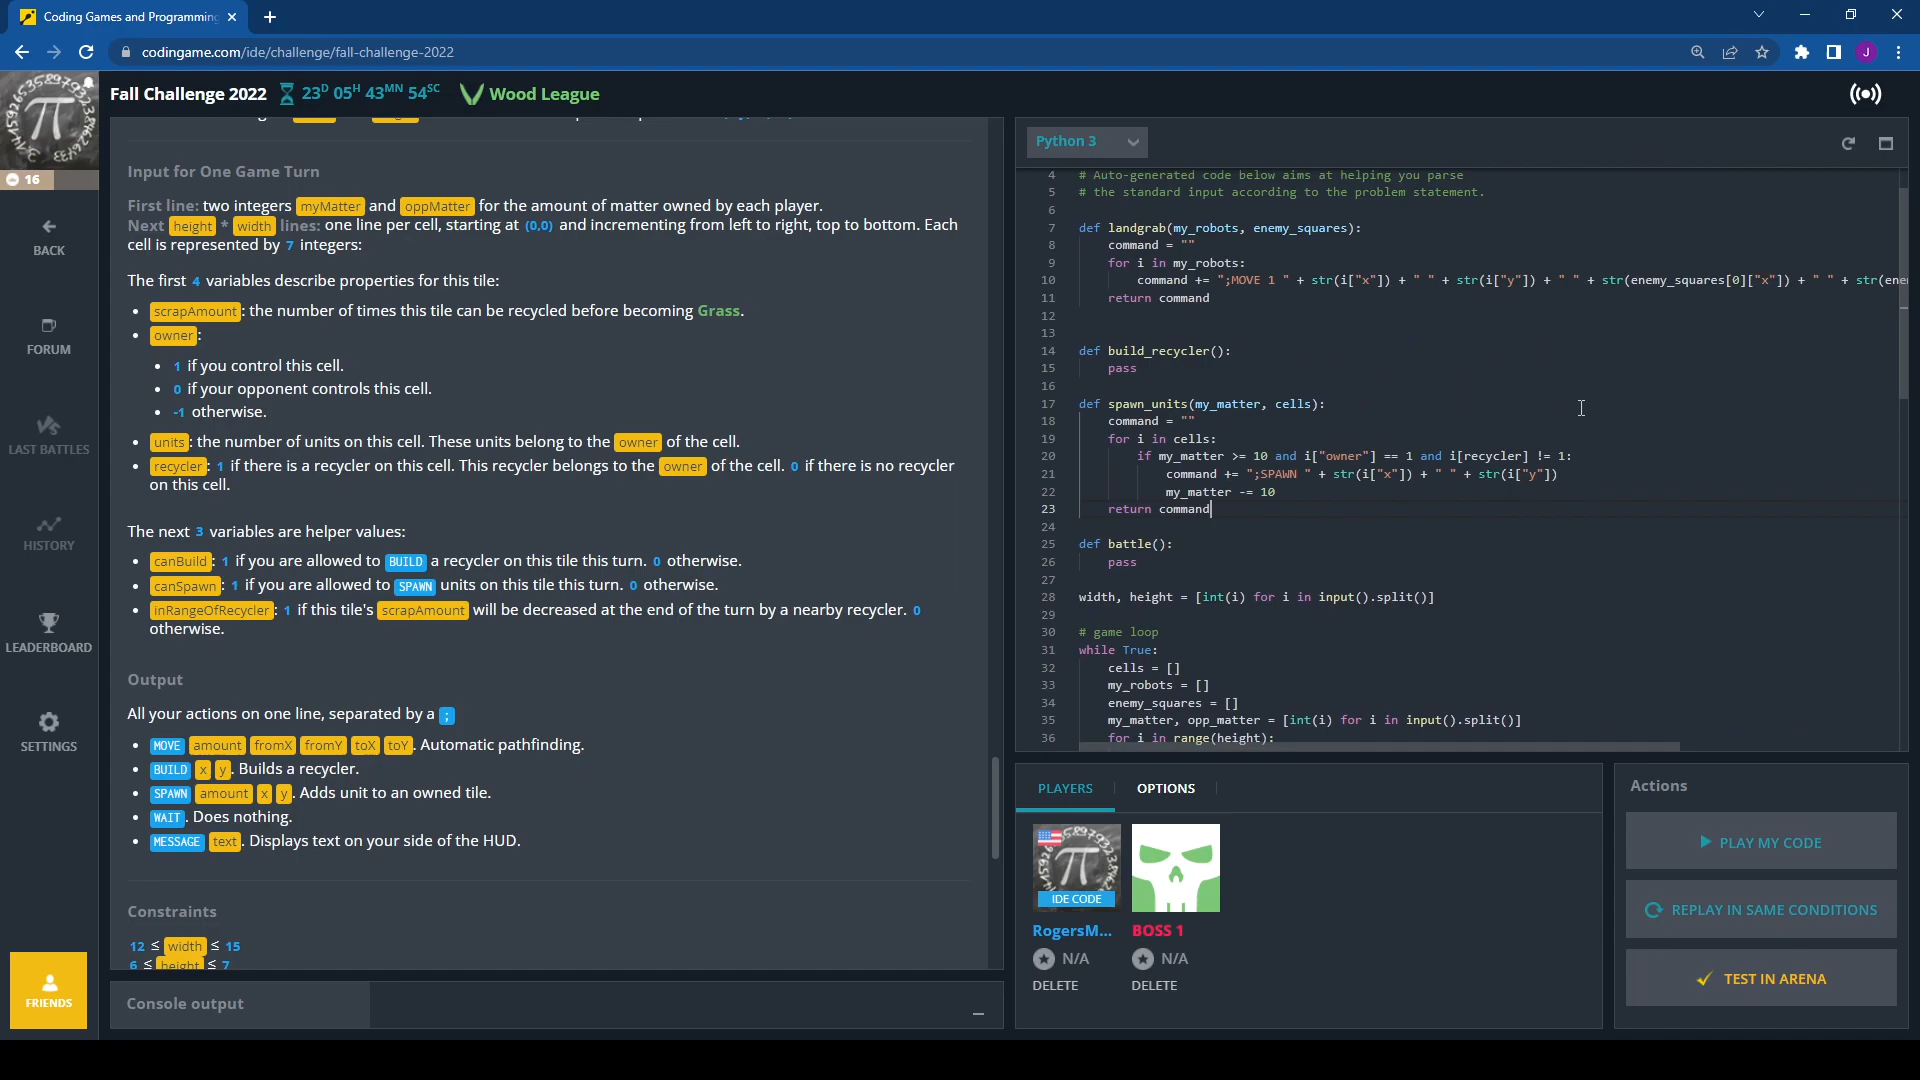 Coding Games and Programming
codingame.com/ide/challenge/fall-challenge-2022
J
Fall Challenge 2022 23D 05H 43MN 54SC Wood League
16
BACK
FORUM
LAST BATTLES
HISTORY
LEADERBOARD
SETTINGS
FRIENDS
Input for One Game Turn
First line: two integers myMatter and oppMatter for the amount of matter owned by each player.
Next height * width lines: one line per cell, starting at (0,0) and incrementing from left to right, top to bottom. Each
cell is represented by 7 integers:
The first 4 variables describe properties for this tile:
• scrapAmount: the number of times this tile can be recycled before becoming Grass.
• owner:
• 1 if you control this cell.
• 0 if your opponent controls this cell.
• -1 otherwise.
• units: the number of units on this cell. These units belong to the owner of the cell.
• recycler: 1 if there is a recycler on this cell. This recycler belongs to the owner of the cell. 0 if there is no recycler
on this cell.
The next 3 variables are helper values:
• canBuild: 1 if you are allowed to BUILD a recycler on this tile this turn. 0 otherwise.
• canSpawn: 1 if you are allowed to SPAWN units on this tile this turn. 0 otherwise.
• inRangeOfRecycler: 1 if this tile's scrapAmount will be decreased at the end of the turn by a nearby recycler. 0
otherwise.
Output
All your actions on one line, separated by a ;
• MOVE amount fromX fromY toX toY. Automatic pathfinding.
• BUILD x y. Builds a recycler.
• SPAWN amount x y. Adds unit to an owned tile.
• WAIT. Does nothing.
• MESSAGE text. Displays text on your side of the HUD.
Constraints
12 ≤ width ≤ 15
6 ≤ height ≤ 7
Console output
Python 3
4 # Auto-generated code below aims at helping you parse
5 # the standard input according to the problem statement.
6
7 def landgrab(my_robots, enemy_squares):
8 command = ""
9 for i in my_robots:
10 command += ";MOVE 1 " + str(i["x"]) + " " + str(i["y"]) + " " + str(enemy_squares[0]["x"]) + " " + str(ene
11 return command
12
13
14 def build_recycler():
15 pass
16
17 def spawn_units(my_matter, cells):
18 command = ""
19 for i in cells:
20 if my_matter >= 10 and i["owner"] == 1 and i[recycler] != 1:
21 command += ";SPAWN " + str(i["x"]) + " " + str(i["y"])
22 my_matter -= 10
23 return command
24
25 def battle():
26 pass
27
28 width, height = [int(i) for i in input().split()]
29
30 # game loop
31 while True:
32 cells = []
33 my_robots = []
34 enemy_squares = []
35 my_matter, opp_matter = [int(i) for i in input().split()]
36 for i in range(height):
PLAYERS OPTIONS
IDE CODE
RogersM... BOSS 1
N/A N/A
DELETE DELETE
Actions
PLAY MY CODE
REPLAY IN SAME CONDITIONS
TEST IN ARENA